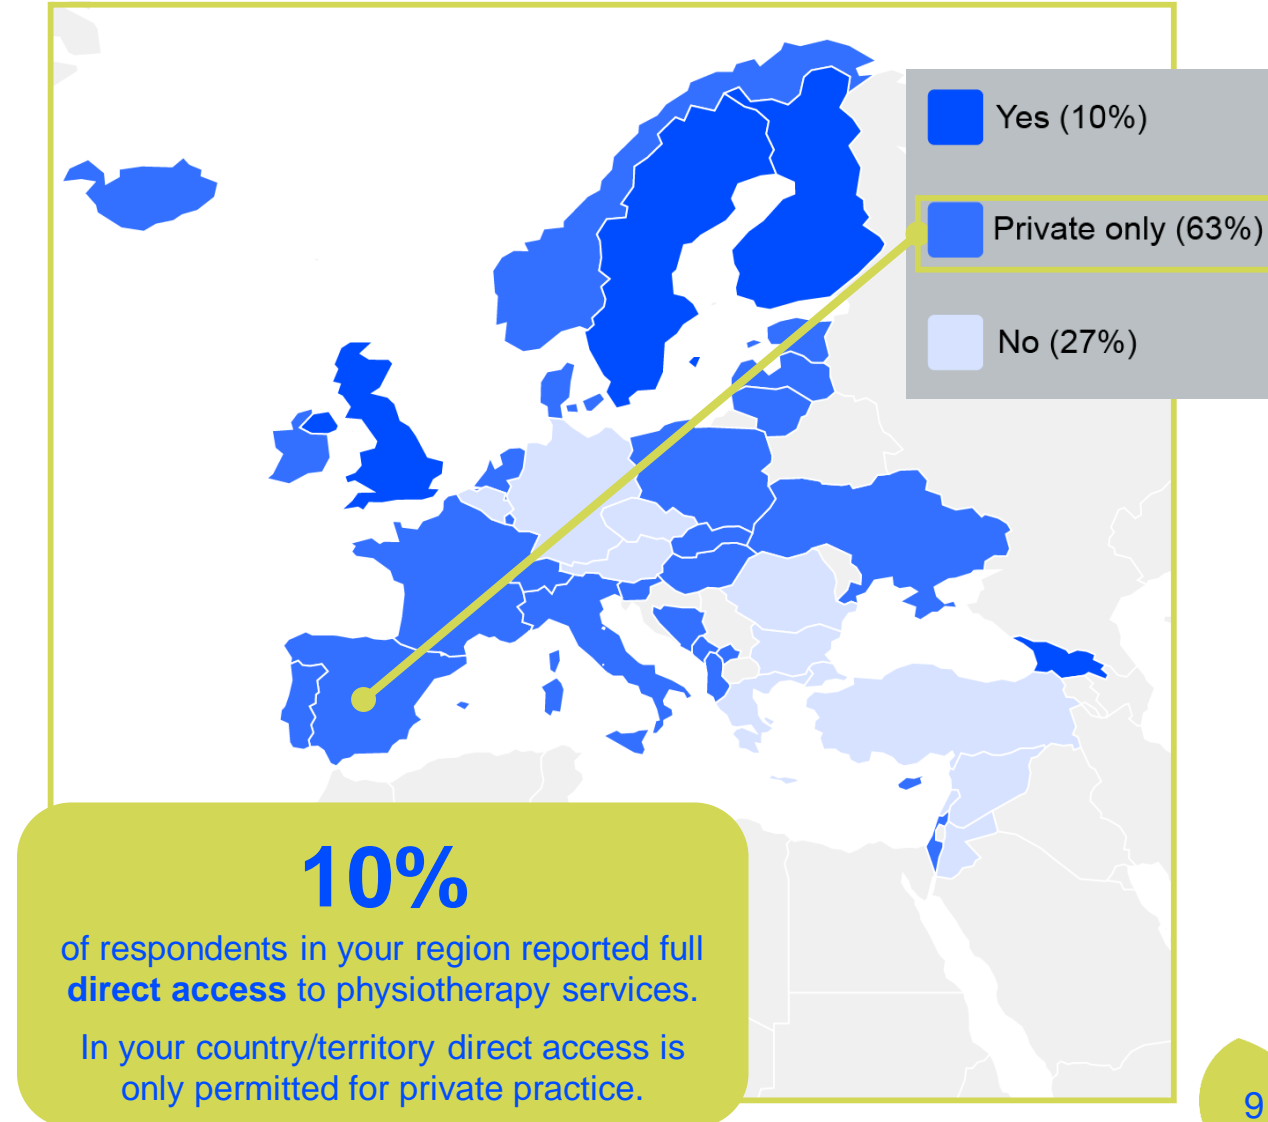 Yes (10%)
Private only (63%)
No (27%)
10%
of respondents in your region reported full
direct access to physiotherapy services.
In your country/territory direct access is
only permitted for private practice.
9